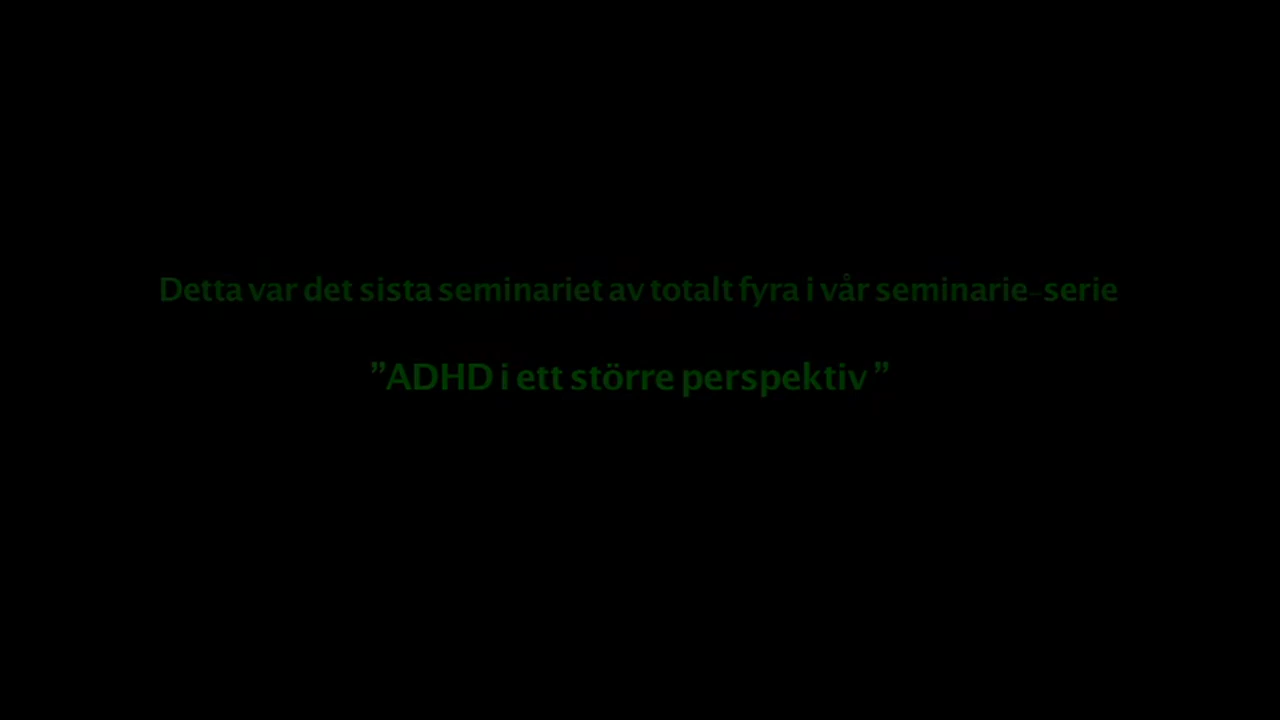 Detta var det sista seminariet av totalt fyra i vår seminarie-serie
”ADHD i ett större perspektiv ”